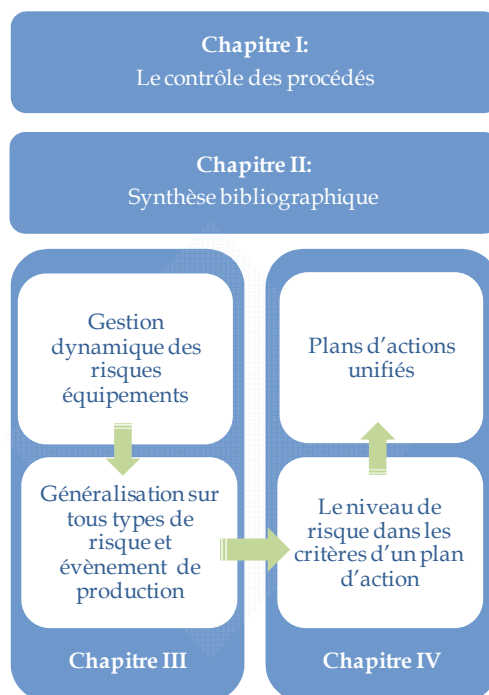 Chapitre I:
Le contrôle des procédés
Chapitre II:
Synthèse bibliographique
Gestion
dynamique des
risques
équipements
Généralisation sur
tous types de
risque et
évènement de
production
Chapitre III
Plans d'actions
unifiés
Le niveau de
risque dans les
critères d'un plan
d'action
Chapitre IV